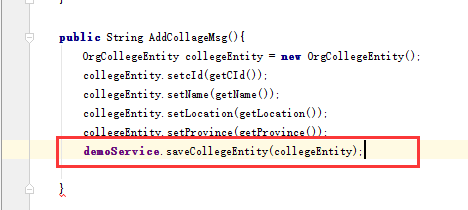 }
public String AddCollageMsg(){
OrgCollegeEntity collegeEntity = new OrgCollegeEntity();
collegeEntity.setcId(getCId());
collegeEntity.setName(getName());
collegeEntity.setLocation(getLocation());
collegeEntity.setProvince(getProvince());
demoService.saveCollegeEntity(collegeEntity);
}